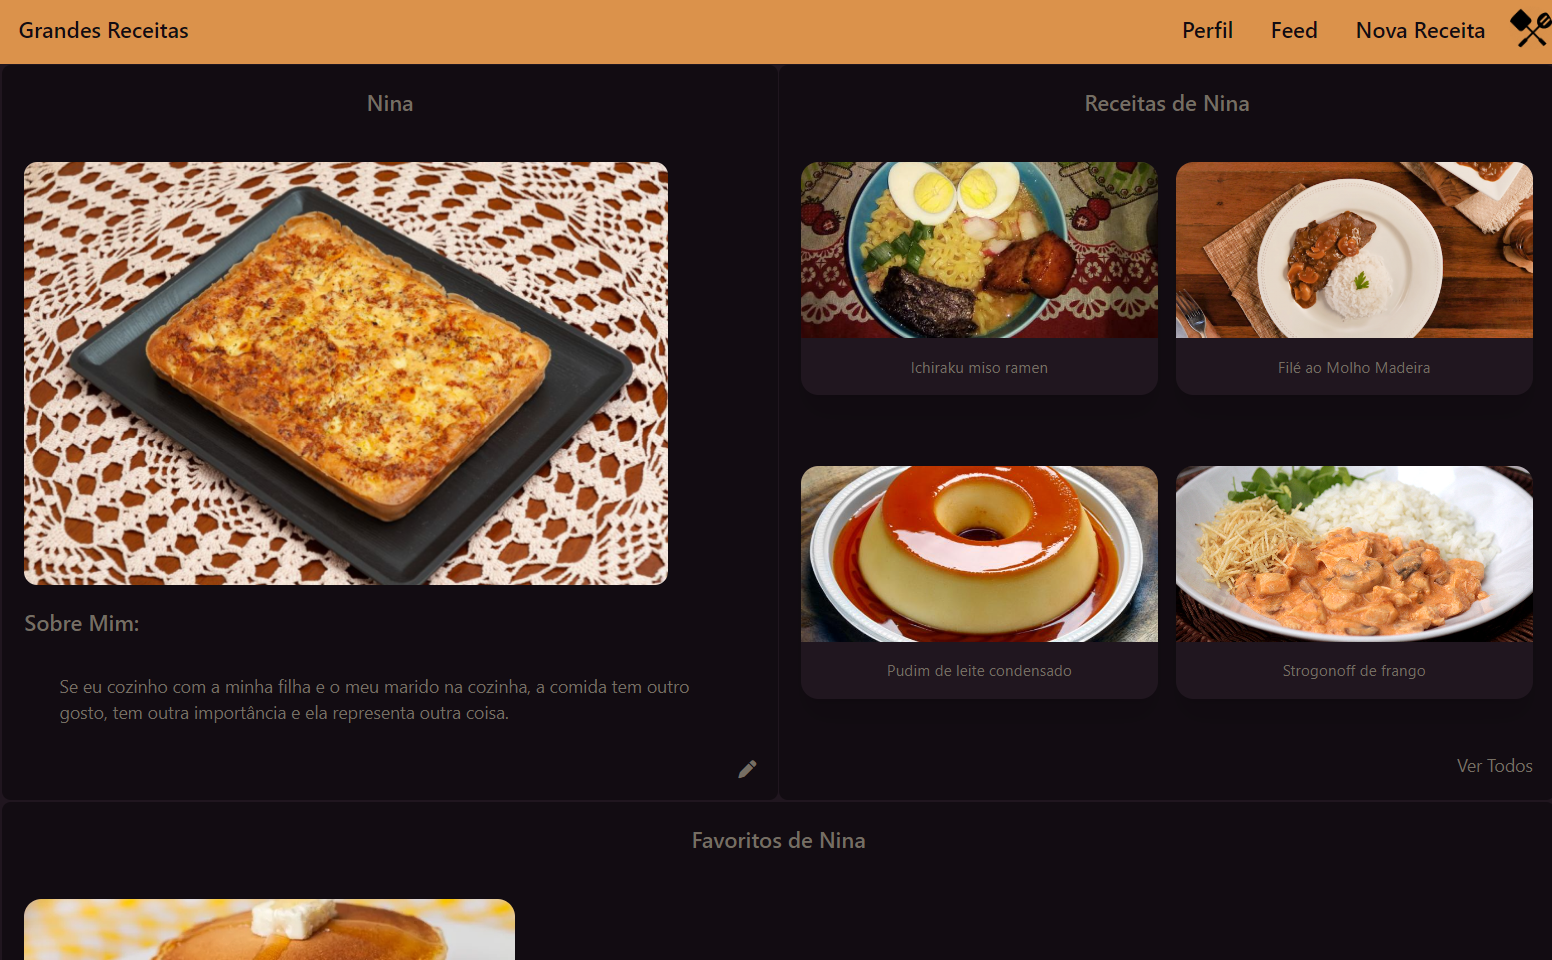 Grandes Receitas
Perfil
Feed
Nova Receita
Nina
Sobre Mim:
Se eu cozinho com a minha filha e o meu marido na cozinha, a comida tem outro
gosto, tem outra importância e ela representa outra coisa.
Receitas de Nina
Ichiraku miso ramen
Filé ao Molho Madeira
Pudim de leite condensado
Strogonoff de frango
Ver Todos
Favoritos de Nina